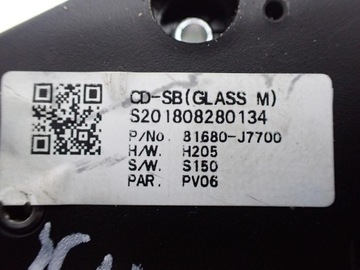 CD-SB(GLASS M)
S201808280134
P/No. 81680-J7700
H/W. H205
S/W. S150
PAR. PV06